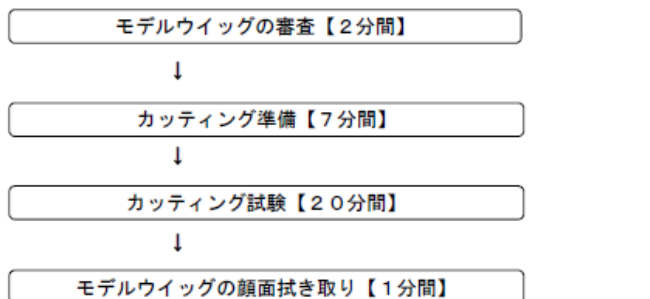 モデルウイッグの審査【２分間】
↓
カッティング準備【７分間】
↓
カッティング試験【２０分間】
↓
モデルウイッグの顔面拭き取り【１分間】